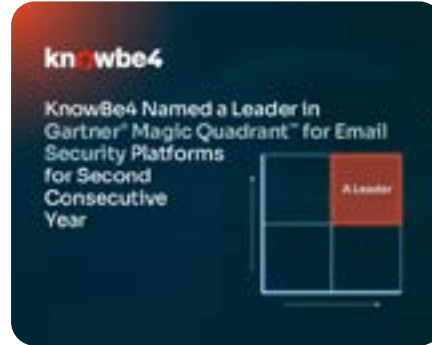 knowbe4
KnowBe4 Named a Leader in
Gartner® Magic Quadrant™ for Email
Security Platforms
for Second
Consecutive
Year
A Leader